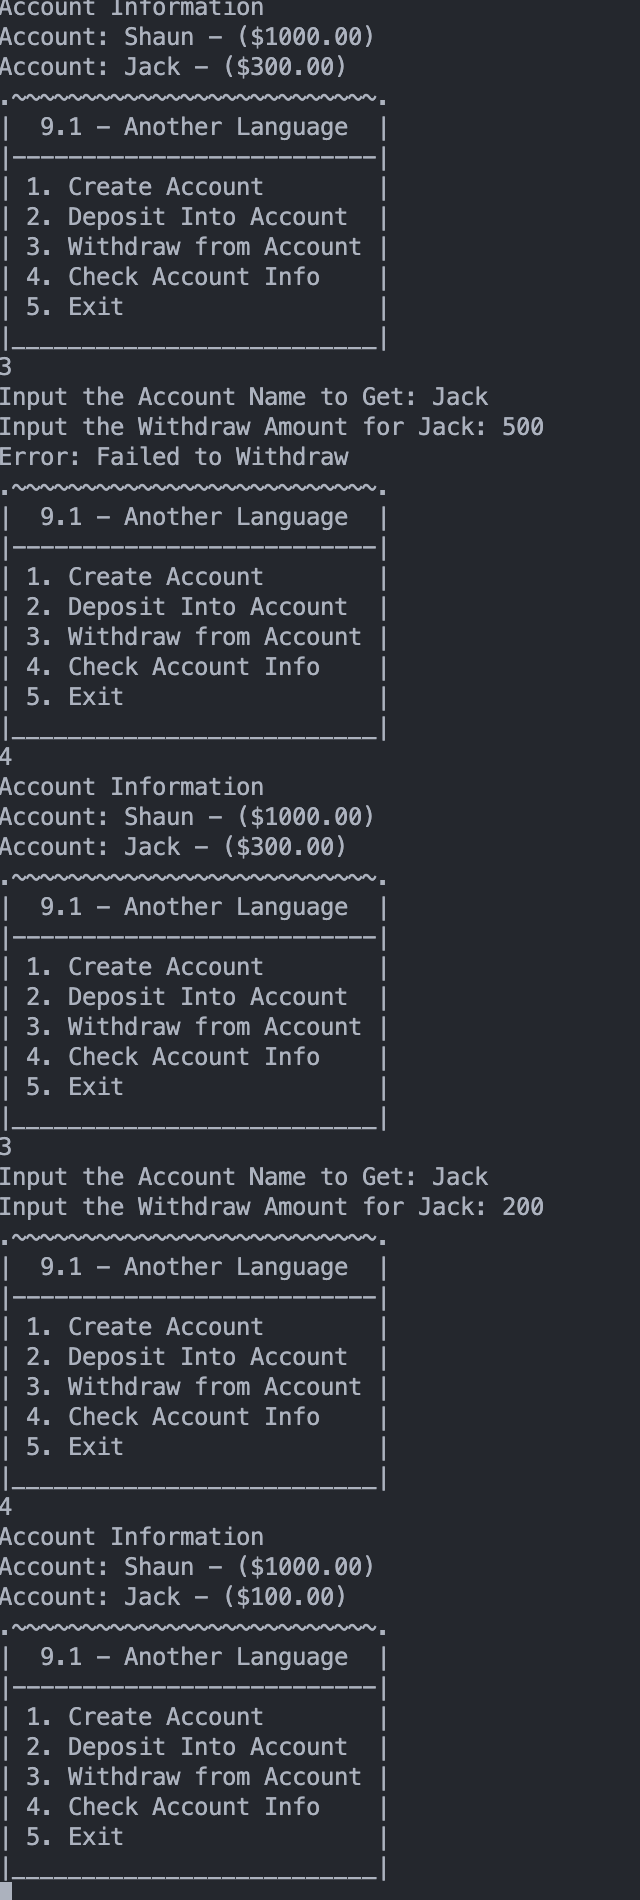 Account Information
Account: Shaun – ($1000.00)
Account: Jack – ($300.00)
.~~~~~~~~~~~~~~~~~~~~~~~~~~.
|  9.1 – Another Language  |
|––––––––––––––––––––––––––|
| 1. Create Account        |
| 2. Deposit Into Account  |
| 3. Withdraw from Account |
| 4. Check Account Info    |
| 5. Exit                  |
|__________________________|
3
Input the Account Name to Get: Jack
Input the Withdraw Amount for Jack: 500
Error: Failed to Withdraw
.~~~~~~~~~~~~~~~~~~~~~~~~~~.
|  9.1 – Another Language  |
|––––––––––––––––––––––––––|
| 1. Create Account        |
| 2. Deposit Into Account  |
| 3. Withdraw from Account |
| 4. Check Account Info    |
| 5. Exit                  |
|__________________________|
4
Account Information
Account: Shaun – ($1000.00)
Account: Jack – ($300.00)
.~~~~~~~~~~~~~~~~~~~~~~~~~~.
|  9.1 – Another Language  |
|––––––––––––––––––––––––––|
| 1. Create Account        |
| 2. Deposit Into Account  |
| 3. Withdraw from Account |
| 4. Check Account Info    |
| 5. Exit                  |
|__________________________|
3
Input the Account Name to Get: Jack
Input the Withdraw Amount for Jack: 200
.~~~~~~~~~~~~~~~~~~~~~~~~~~.
|  9.1 – Another Language  |
|––––––––––––––––––––––––––|
| 1. Create Account        |
| 2. Deposit Into Account  |
| 3. Withdraw from Account |
| 4. Check Account Info    |
| 5. Exit                  |
|__________________________|
4
Account Information
Account: Shaun – ($1000.00)
Account: Jack – ($100.00)
.~~~~~~~~~~~~~~~~~~~~~~~~~~.
|  9.1 – Another Language  |
|––––––––––––––––––––––––––|
| 1. Create Account        |
| 2. Deposit Into Account  |
| 3. Withdraw from Account |
| 4. Check Account Info    |
| 5. Exit                  |
|__________________________|